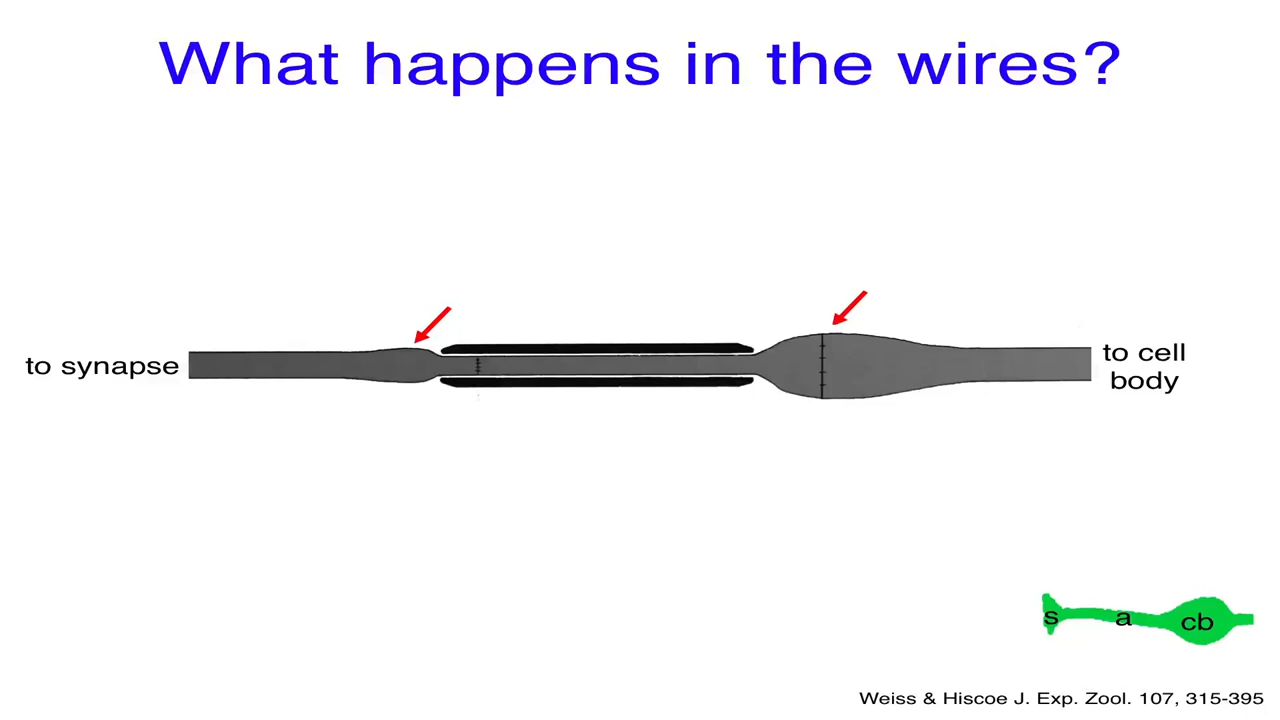 What happens in the wires?
to synapse
to cell
body
s a cb
Weiss & Hiscoe J. Exp. Zool. 107, 315-395